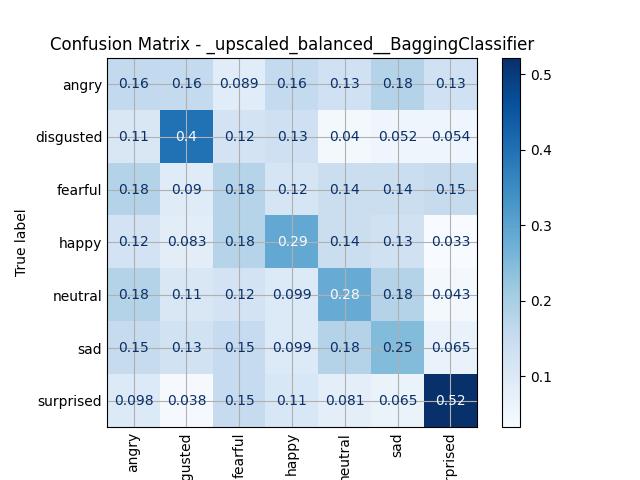 Confusion Matrix - _upscaled_balanced__BaggingClassifier
angry 0.16 0.16 0.089 0.16 0.13 0.18 0.13
disgusted 0.11 0.4 0.12 0.13 0.04 0.052 0.054
fearful 0.18 0.09 0.18 0.12 0.14 0.14 0.15
happy 0.12 0.083 0.18 0.29 0.14 0.13 0.033
neutral 0.18 0.11 0.12 0.099 0.28 0.18 0.043
sad 0.15 0.13 0.15 0.099 0.18 0.25 0.065
surprised 0.098 0.038 0.15 0.11 0.081 0.065 0.52
True label
angry
gusted
fearful
happy
neutral
sad
prised
0.5
0.4
0.3
0.2
0.1